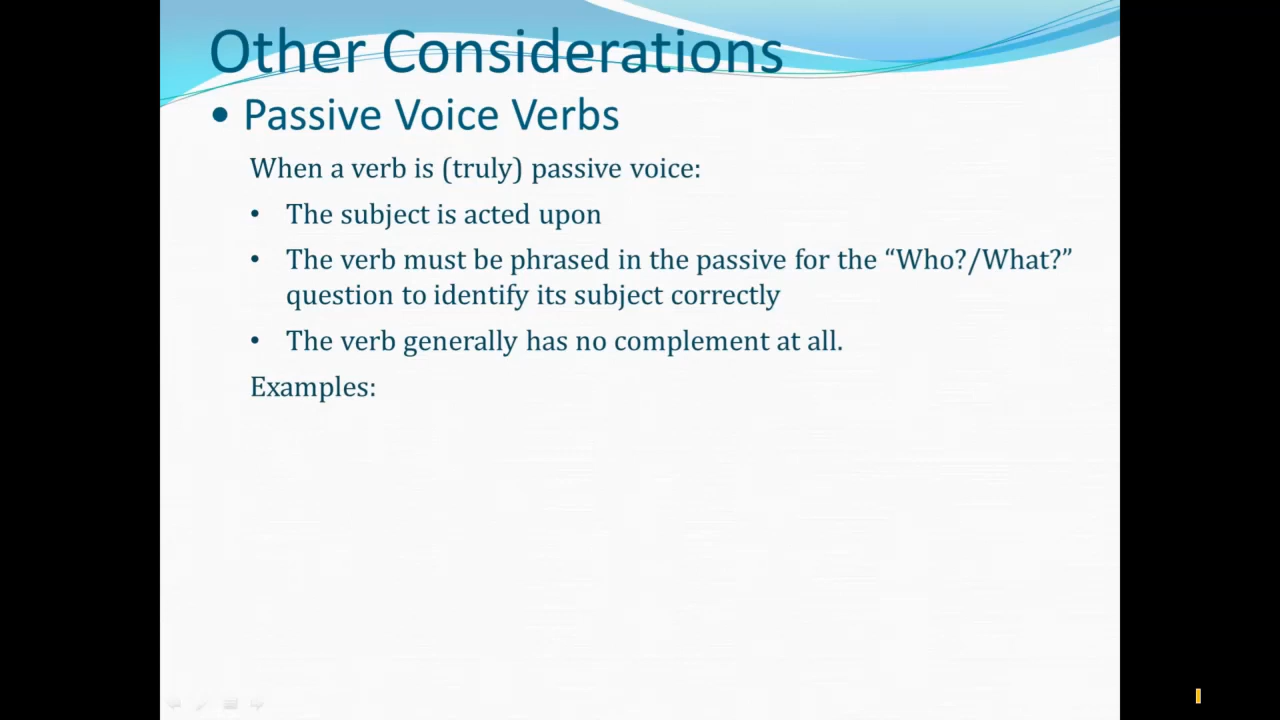 Other Considerations
• Passive Voice Verbs
When a verb is (truly) passive voice:
• The subject is acted upon
• The verb must be phrased in the passive for the “Who?/What?”
question to identify its subject correctly
• The verb generally has no complement at all.
Examples: